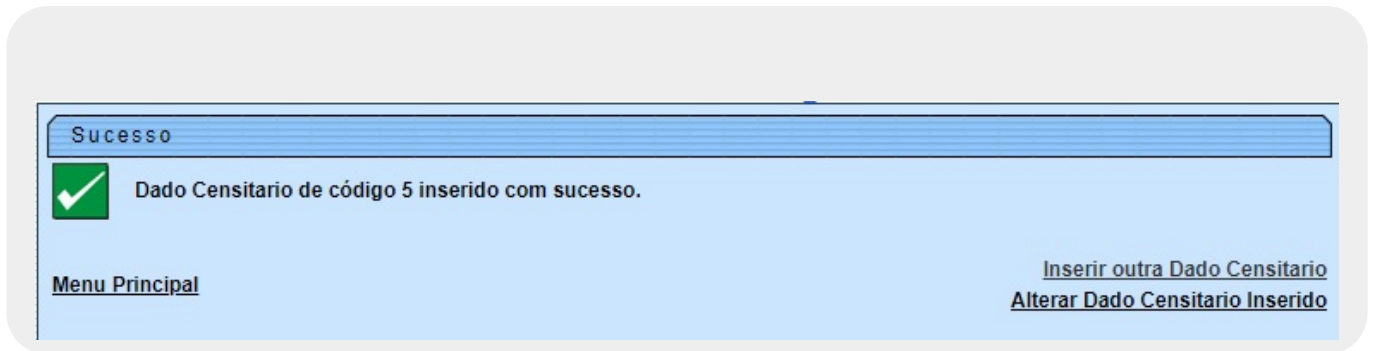 Sucesso
Dado Censitario de código 5 inserido com sucesso.
Menu Principal
Inserir outra Dado Censitario
Alterar Dado Censitario Inserido